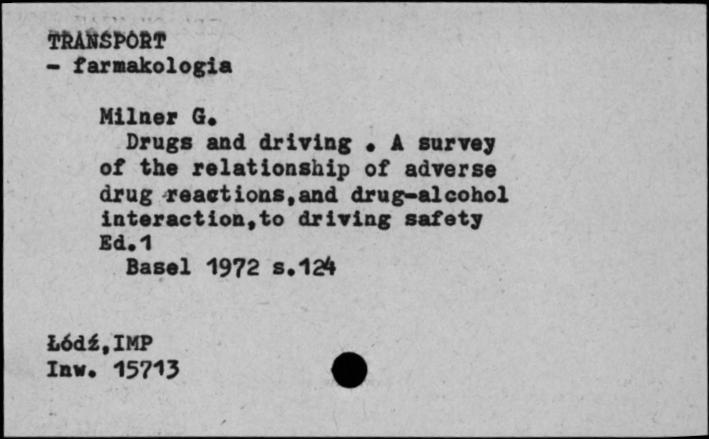 TRANSPORT
- farmakologia
Milner G.
Drugs and driving . A survey
of the relationship of adverse
drug reactions,and drug-alcohol
interaction,to driving safety
Ed.1
Basel 1972 s.124
Łódź,IMP
Inw. 15713